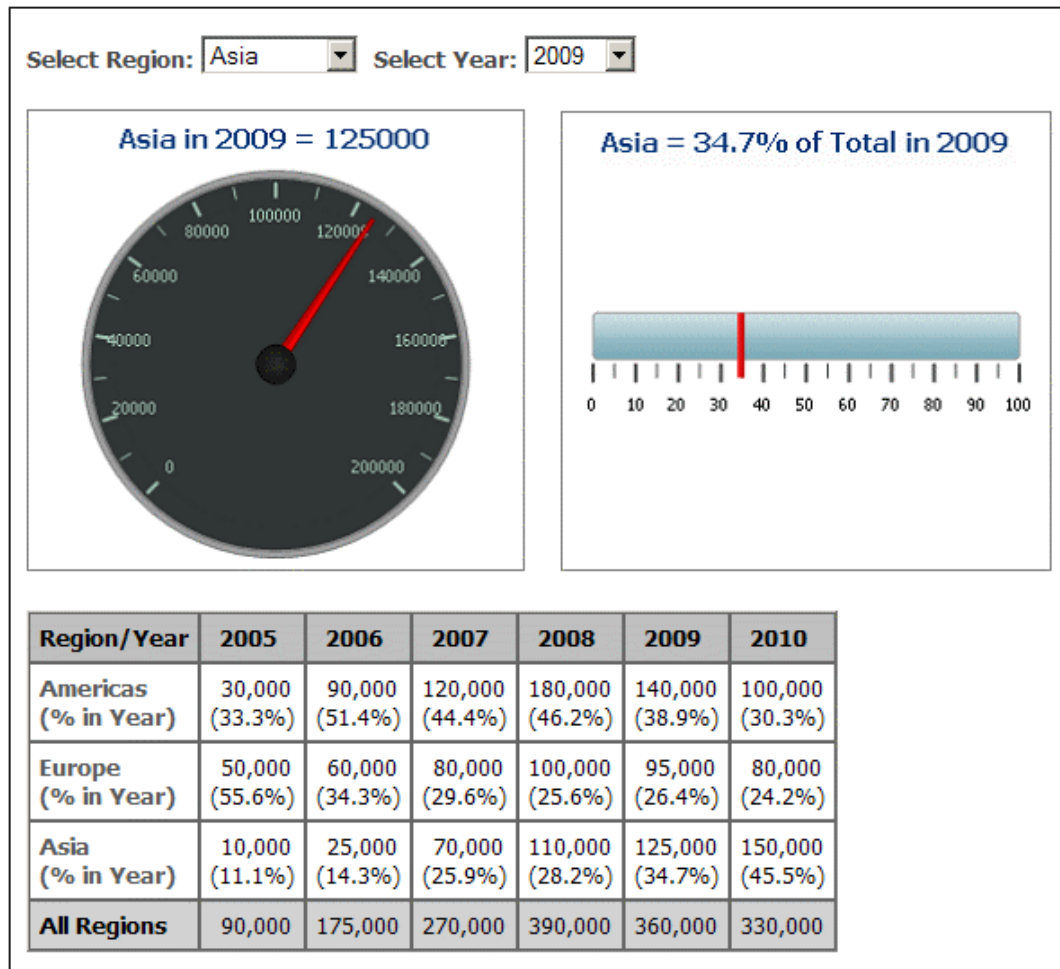 Select Region: Asia Select Year: 2009
Asia in 2009 = 125000
100000
80000 120000
60000 140000
40000 160000
20000 180000
0 200000
Asia = 34.7% of Total in 2009
0 10 20 30 40 50 60 70 80 90 100
Region/Year 2005 2006 2007 2008 2009 2010
Americas 30,000 90,000 120,000 180,000 140,000 100,000
(% in Year) (33.3%) (51.4%) (44.4%) (46.2%) (38.9%) (30.3%)
Europe 50,000 60,000 80,000 100,000 95,000 80,000
(% in Year) (55.6%) (34.3%) (29.6%) (25.6%) (26.4%) (24.2%)
Asia 10,000 25,000 70,000 110,000 125,000 150,000
(% in Year) (11.1%) (14.3%) (25.9%) (28.2%) (34.7%) (45.5%)
All Regions 90,000 175,000 270,000 390,000 360,000 330,000